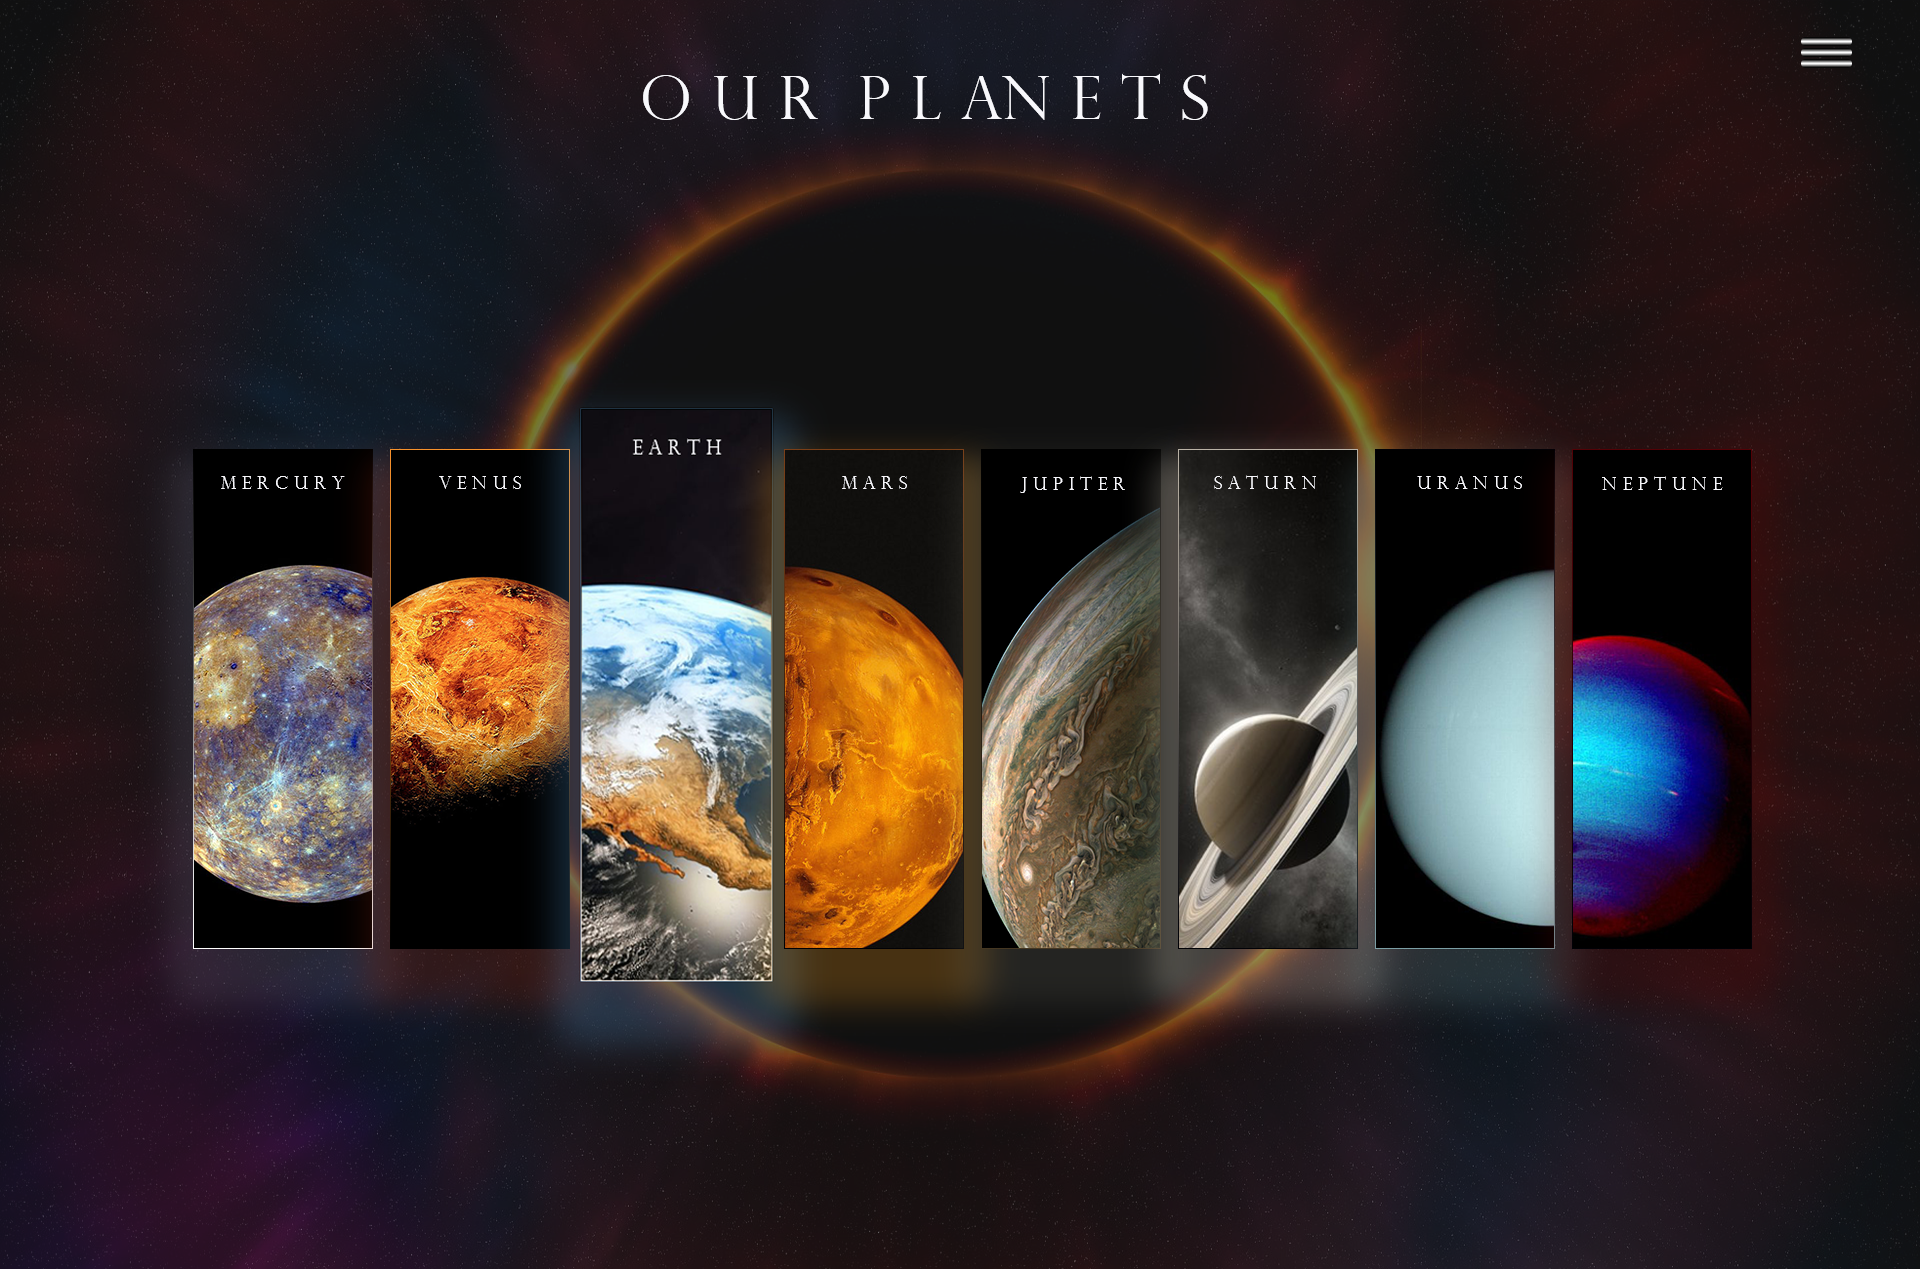 OUR PLANETS
MERCURY
VENUS
EARTH
MARS
JUPITER
SATURN
URANUS
NEPTUNE